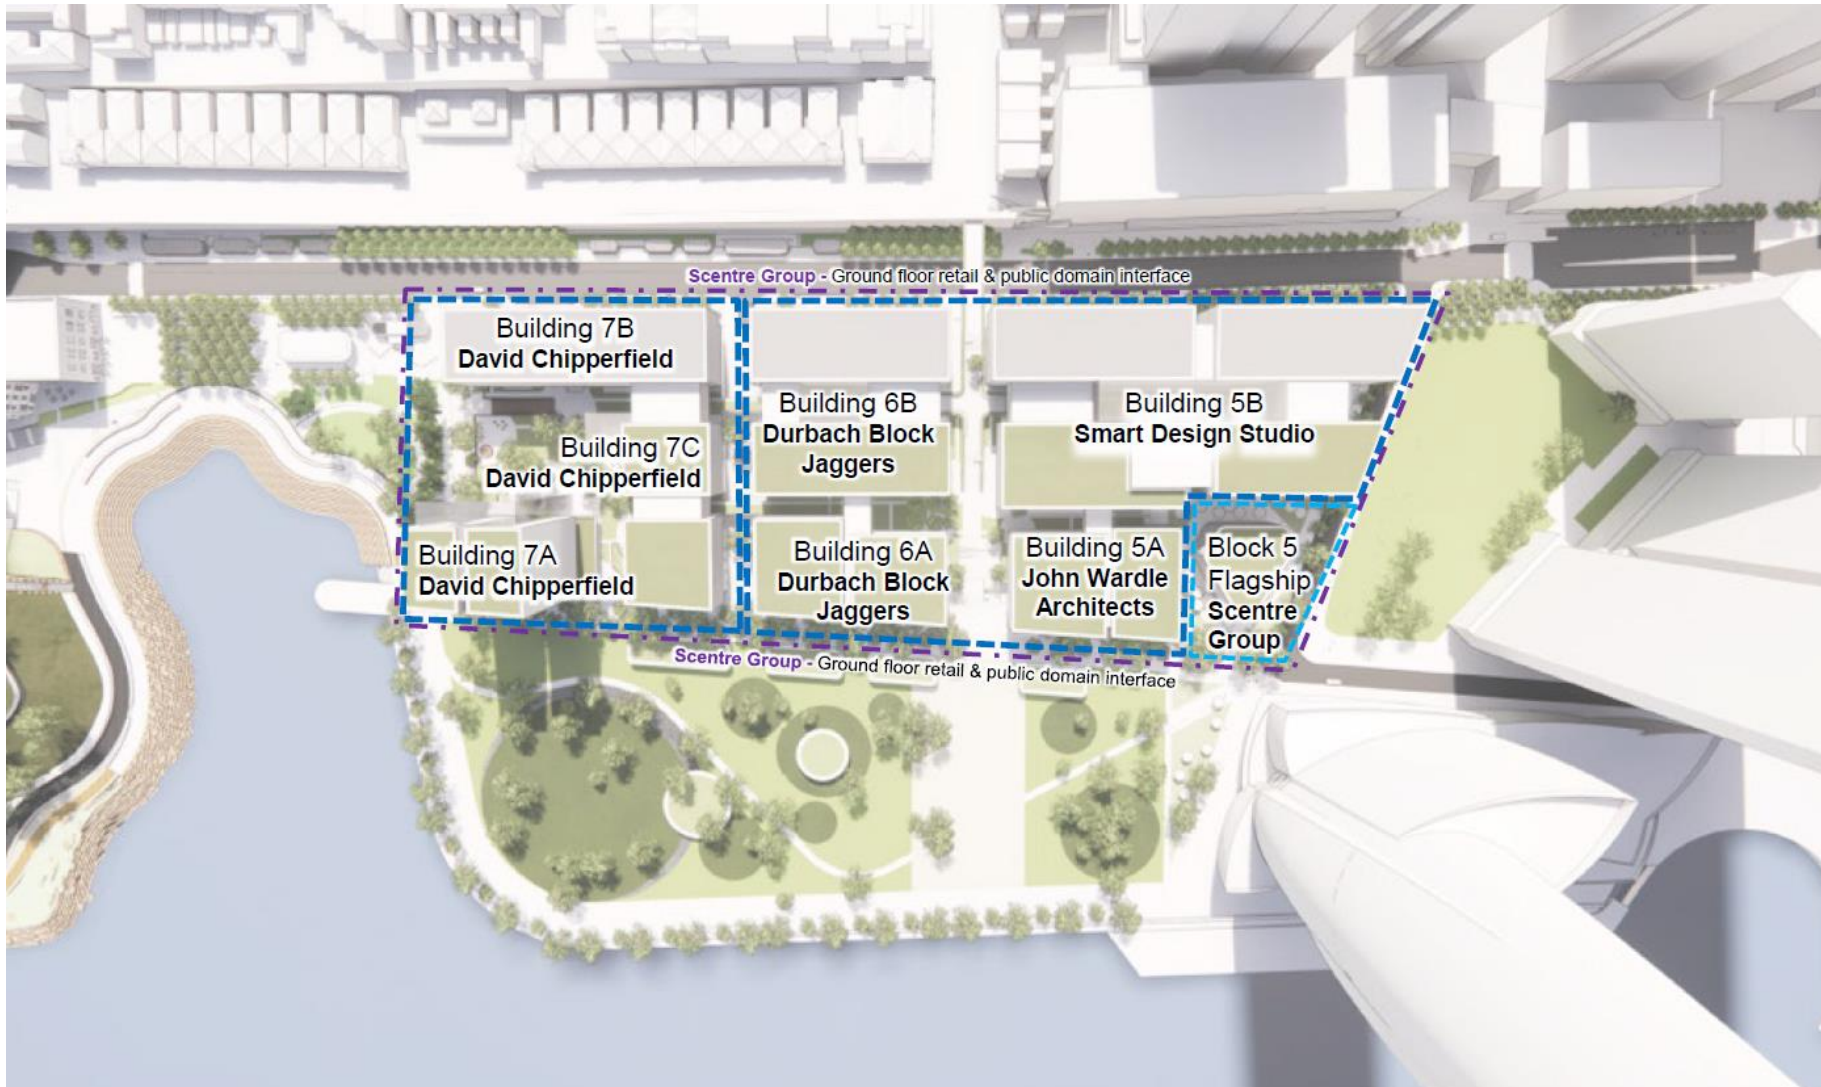 Scentre Group - Ground floor retail & public domain interface
Building 7B
David Chipperfield
Building 7C
David Chipperfield
Building 7A
David Chipperfield
Building 6B
Durbach Block
Jaggers
Building 6A
Durbach Block
Jaggers
Building 5B
Smart Design Studio
Building 5A
John Wardle
Architects
Block 5
Flagship
Scentre
Group
Scentre Group - Ground floor retail & public domain interface